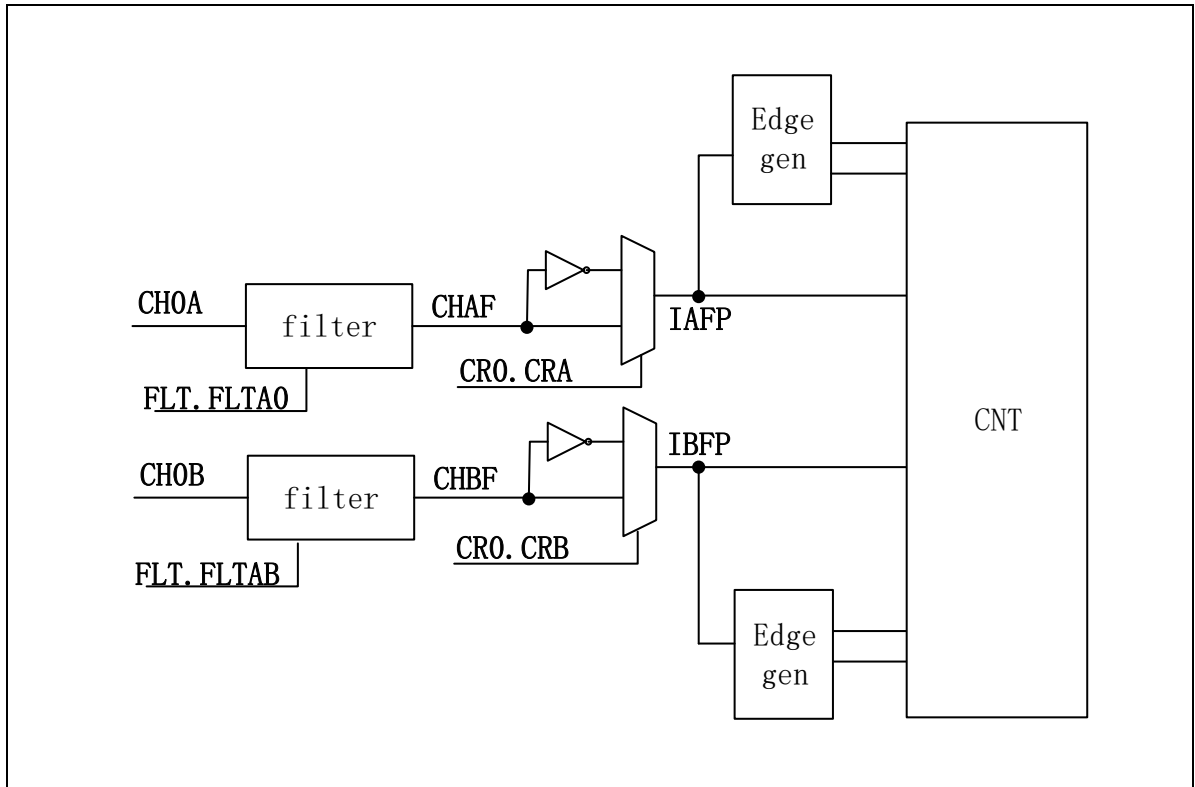 Edge
gen
CH0A
filter
CHAF
IAFP
CR0. CRA
FLT. FLTA0
CNT
CH0B
filter
CHBF
IBFP
CR0. CRB
FLT. FLTAB
Edge
gen